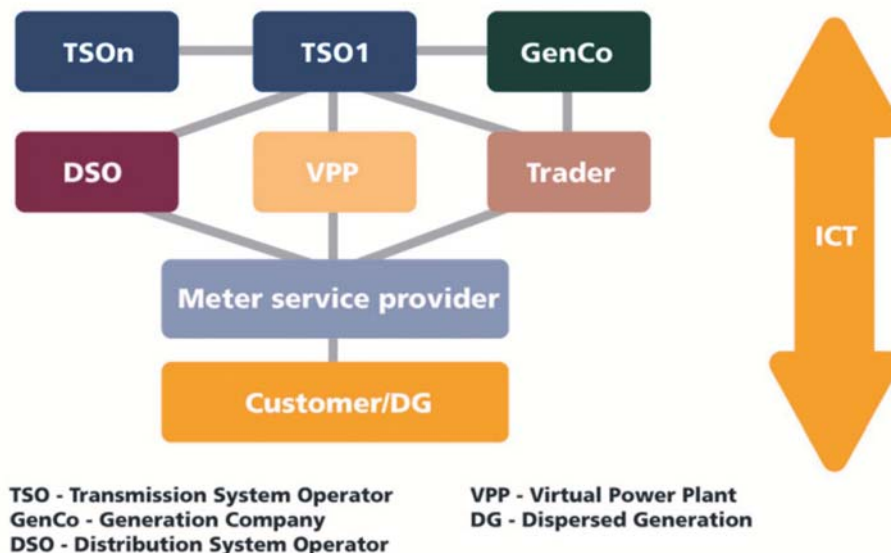 TSOn TSO1 GenCo
DSO VPP Trader
ICT
Meter service provider
Customer/DG
TSO - Transmission System Operator
GenCo - Generation Company
DSO - Distribution System Operator
VPP - Virtual Power Plant
DG - Dispersed Generation